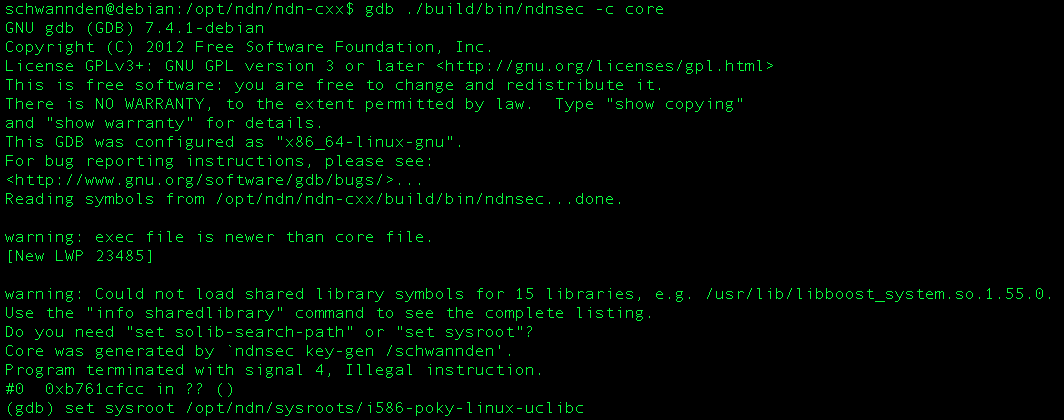 schwannden@debian:/opt/ndn/ndn-cxx$ gdb ./build/bin/ndnsec -c core
GNU gdb (GDB) 7.4.1-debian
Copyright (C) 2012 Free Software Foundation, Inc.
License GPLv3+: GNU GPL version 3 or later <http://gnu.org/licenses/gpl.html>
This is free software: you are free to change and redistribute it.
There is NO WARRANTY, to the extent permitted by law.  Type "show copying"
and "show warranty" for details.
This GDB was configured as "x86_64-linux-gnu".
For bug reporting instructions, please see:
<http://www.gnu.org/software/gdb/bugs/>...
Reading symbols from /opt/ndn/ndn-cxx/build/bin/ndnsec...done.
warning: exec file is newer than core file.
[New LWP 23485]
warning: Could not load shared library symbols for 15 libraries, e.g. /usr/lib/libboost_system.so.1.55.0.
Use the "info sharedlibrary" command to see the complete listing.
Do you need "set solib-search-path" or "set sysroot"?
Core was generated by `ndnsec key-gen /schwannden'.
Program terminated with signal 4, Illegal instruction.
#0  0xb761cfcc in ?? ()
(gdb) set sysroot /opt/ndn/sysroots/i586-poky-linux-uclibc